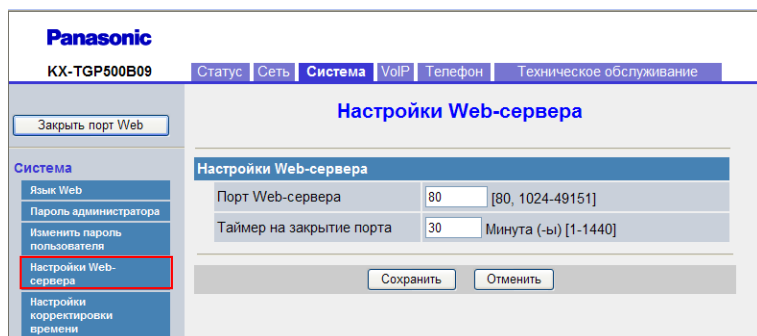 Panasonic
KX-TGP500B09
Статус Сеть Система VoIP Телефон Техническое обслуживание
Закрыть порт Web
Настройки Web-сервера
Система
Язык Web
Пароль администратора
Изменить пароль
пользователя
Настройки Web-
сервера
Настройки
корректировки
времени
Настройки Web-сервера
Порт Web-сервера 80 [80, 1024-49151]
Таймер на закрытие порта 30 Минута (-ы) [1-1440]
Сохранить Отменить